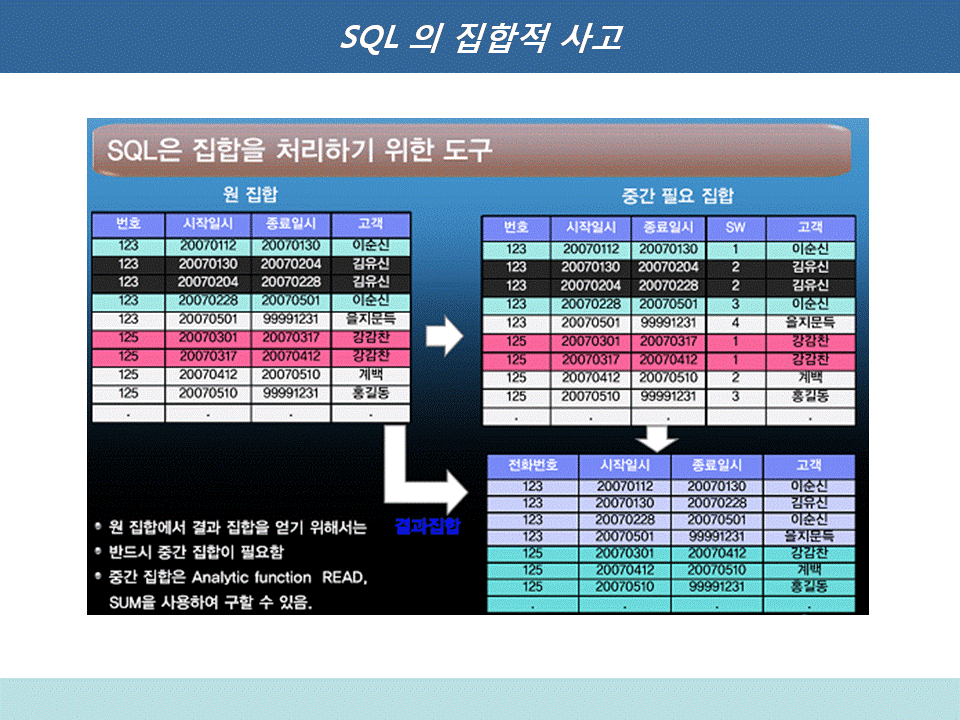 SQL 의 집합적 사고
SQL은 집합을 처리하기 위한 도구
원 집합
번호 시작일시 종료일시 고객
123 20070112 20070130 이순신
123 20070130 20070204 김유신
123 20070204 20070228 김유신
123 20070228 20070501 이순신
123 20070501 99991231 을지문득
125 20070301 20070317 강감찬
125 20070317 20070412 강감찬
125 20070412 20070510 계백
125 20070510 99991231 홍길동
. . . .
중간 필요 집합
번호 시작일시 종료일시 SW 고객
123 20070112 20070130 1 이순신
123 20070130 20070204 2 김유신
123 20070204 20070228 2 김유신
123 20070228 20070501 3 이순신
123 20070501 99991231 4 을지문득
125 20070301 20070317 1 강감찬
125 20070317 20070412 1 강감찬
125 20070412 20070510 2 계백
125 20070510 99991231 3 홍길동
. . . . .
• 원 집합에서 결과 집합을 얻기 위해서는
• 반드시 중간 집합이 필요함
• 중간 집합은 Analytic function READ,
SUM을 사용하여 구할 수 있음.
결과집합
전화번호 시작일시 종료일시 고객
123 20070112 20070130 이순신
123 20070130 20070228 김유신
123 20070228 20070501 이순신
123 20070501 99991231 을지문득
125 20070301 20070412 강감찬
125 20070412 20070510 계백
125 20070510 99991231 홍길동
. . . .